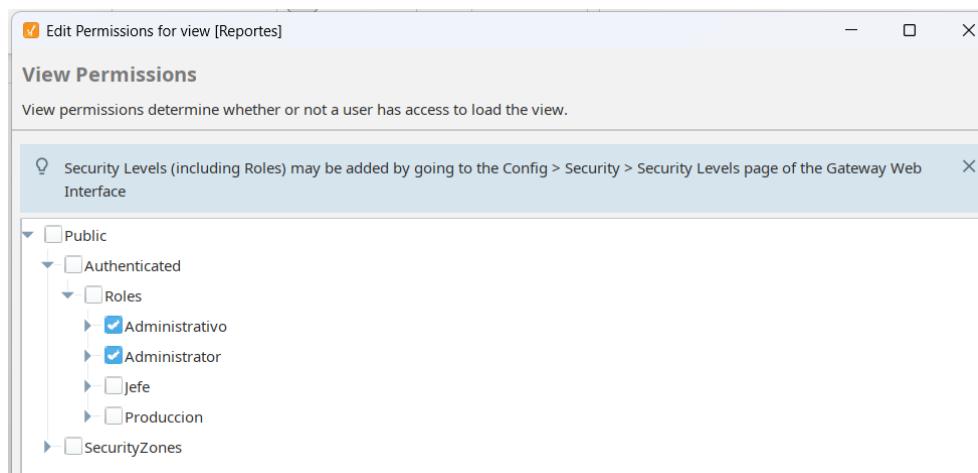 Edit Permissions for view [Reportes]
View Permissions
View permissions determine whether or not a user has access to load the view.
Security Levels (including Roles) may be added by going to the Config > Security > Security Levels page of the Gateway Web
Interface
Public
Authenticated
Roles
Administrativo
Administrator
Jefe
Produccion
SecurityZones